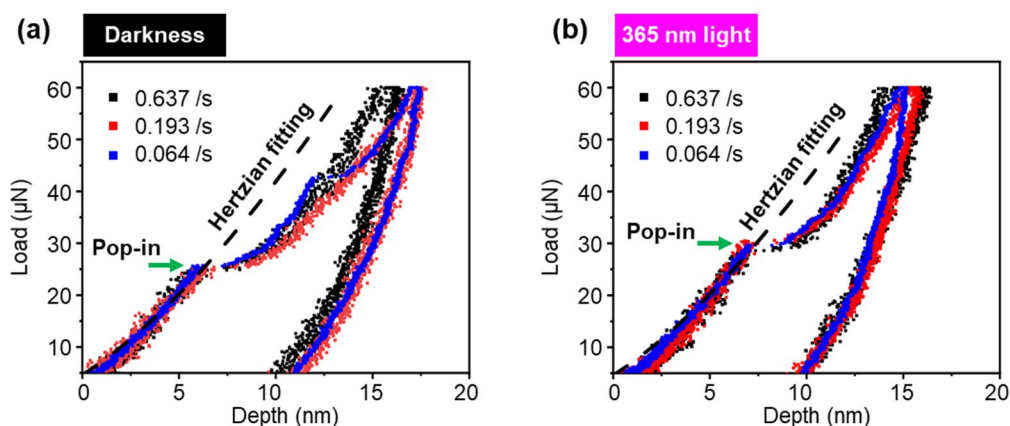 (a)
Darkness
60
50
40
30
20
10
0.637 /s
0.193 /s
0.064 /s
Hertzian fitting
Pop-in
Load (μN)
0
5
10
15
20
Depth (nm)
(b)
365 nm light
60
50
40
30
20
10
0.637 /s
0.193 /s
0.064 /s
Hertzian fitting
Pop-in
Load (μN)
0
5
10
15
20
Depth (nm)